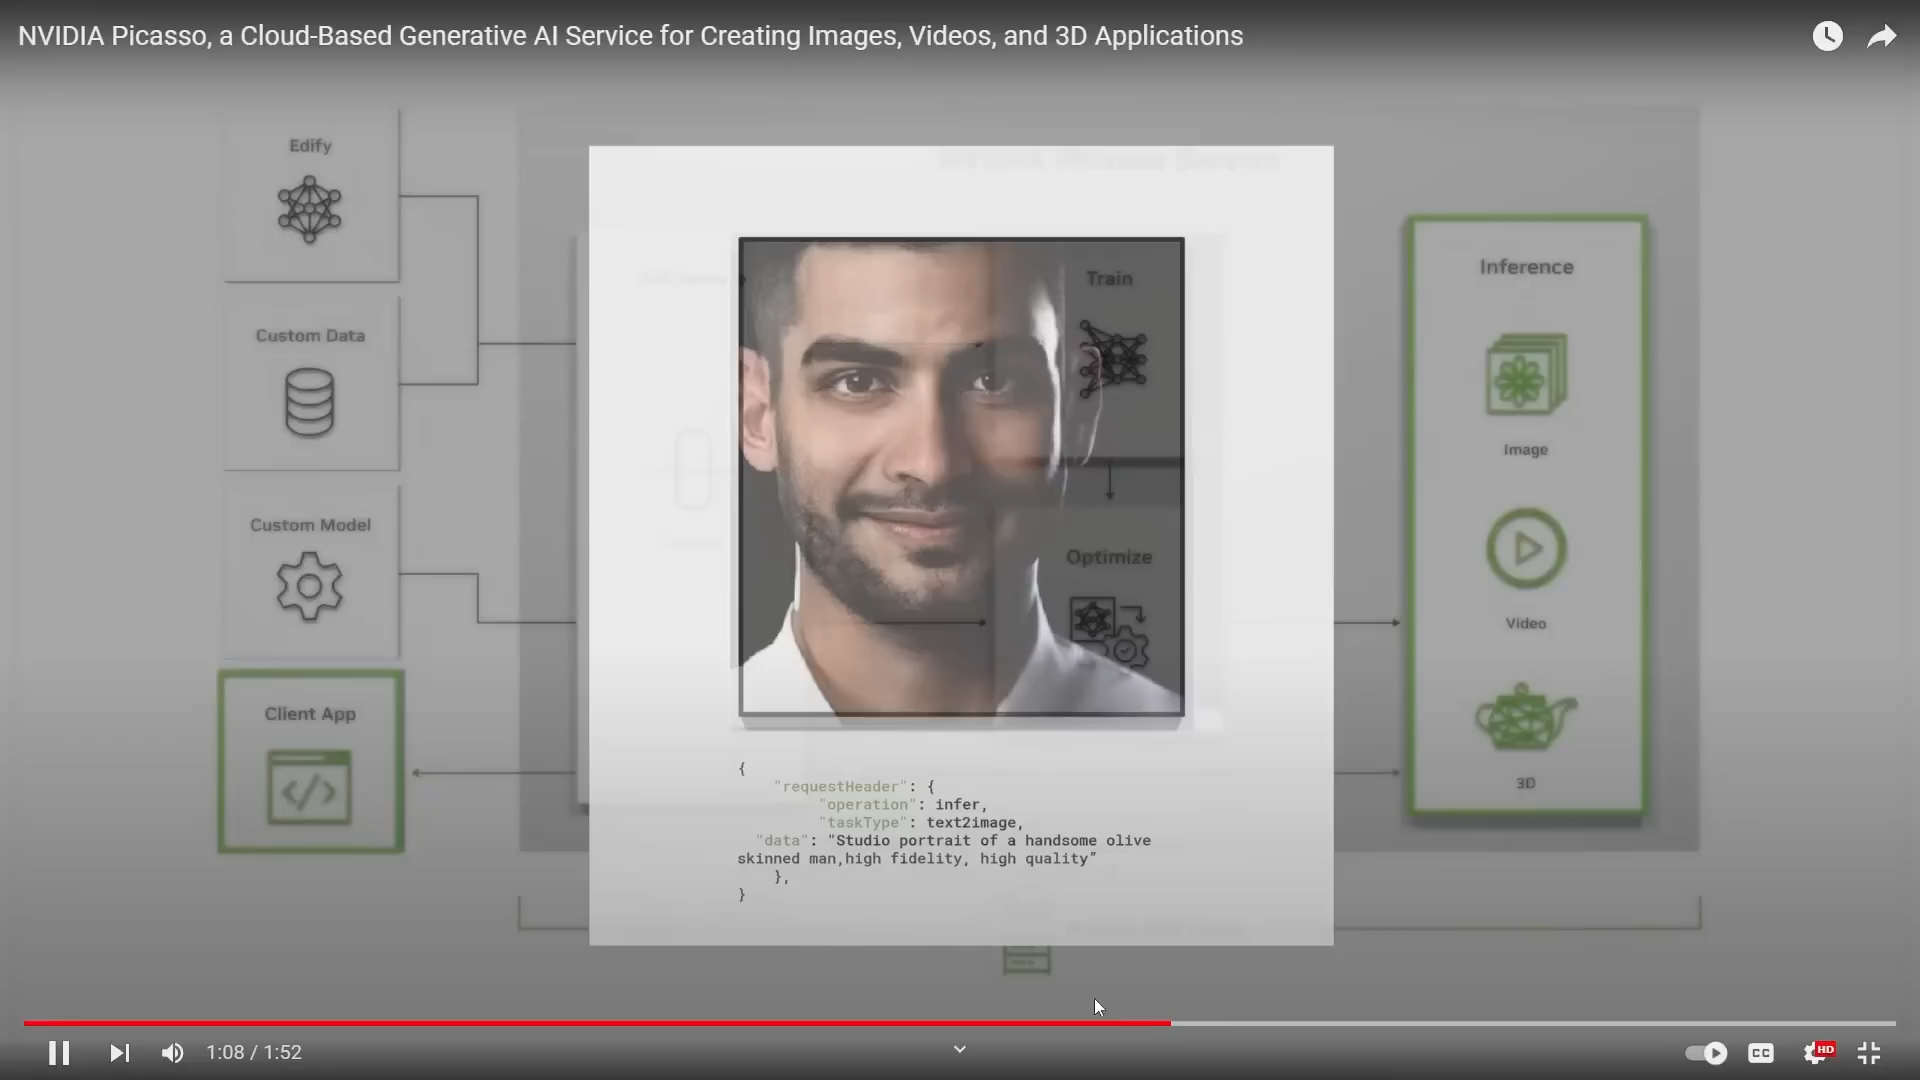 NVIDIA Picasso, a Cloud-Based Generative AI Service for Creating Images, Videos, and 3D Applications
Edify
Custom Data
Custom Model
Client App
Train
Optimize
Inference
Image
Video
3D
{
"requestHeader": {
"operation": infer,
"taskType": text2image,
"data": “Studio portrait of a handsome olive
skinned man,high fidelity, high quality”
},
}
1:08 / 1:52
CC
HD